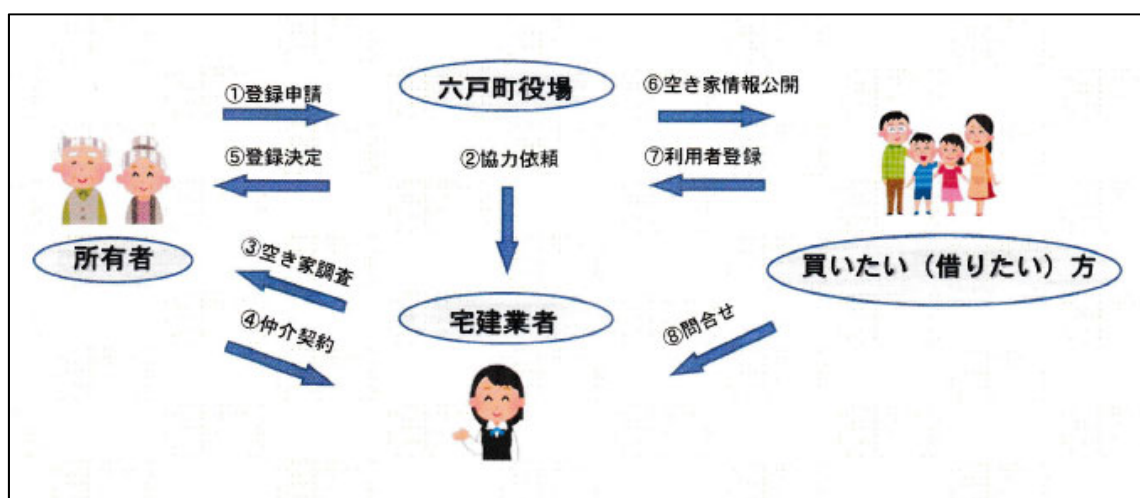 六戸町役場
①登録申請
⑥空き家情報公開
⑤登録決定
②協力依頼
⑦利用者登録
所有者
③空き家調査
買いたい（借りたい）方
④仲介契約
宅建業者
⑧問合せ